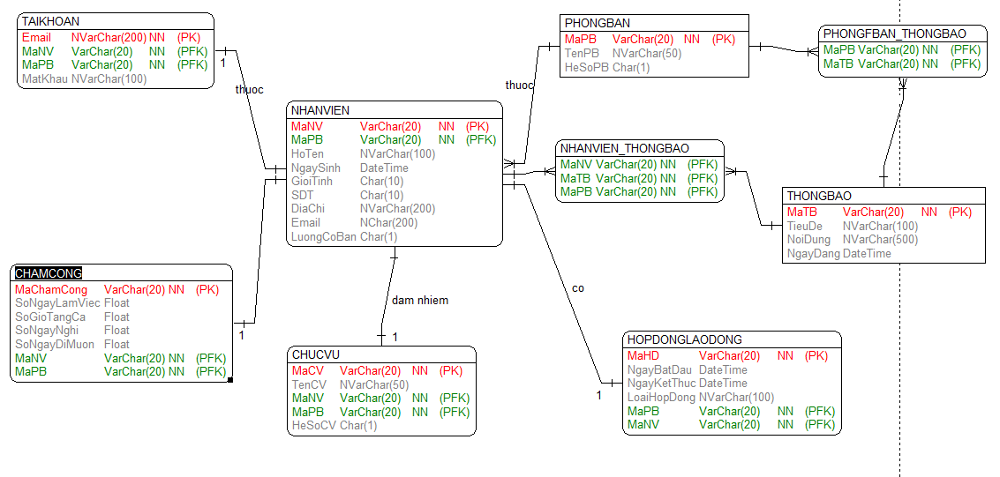 TAIKHOAN
Email NVarChar(200) NN (PK)
MaNV VarChar(20) NN (PFK)
MaPB VarChar(20) NN (PFK)
MatKhau NVarChar(100)
1
thuoc
PHONGBAN
MaPB VarChar(20) NN (PK)
TenPB NVarChar(50)
HeSoPB Char(1)
PHONGFBAN_THONGBAO
MaPB VarChar(20) NN (PFK)
MaTB VarChar(20) NN (PFK)
thuoc
NHANVIEN
MaNV VarChar(20) NN (PK)
MaPB VarChar(20) NN (PFK)
HoTen NVarChar(100)
NgaySinh DateTime
GioiTinh Char(10)
SDT Char(10)
DiaChi NVarChar(200)
Email NChar(200)
LuongCoBan Char(1)
NHANVIEN_THONGBAO
MaNV VarChar(20) NN (PFK)
MaTB VarChar(20) NN (PFK)
MaPB VarChar(20) NN (PFK)
THONGBAO
MaTB VarChar(20) NN (PK)
TieuDe NVarChar(100)
NoiDung NVarChar(500)
NgayDang DateTime
CHAMCONG
MaChamCong VarChar(20) NN (PK)
SoNgayLamViec Float
SoGioTangCa Float
SoNgayNghi Float
SoNgayDiMuon Float
MaNV VarChar(20) NN (PFK)
MaPB VarChar(20) NN (PFK)
1
dam nhiem
1
CHUCVU
MaCV VarChar(20) NN (PK)
TenCV NVarChar(50)
MaNV VarChar(20) NN (PFK)
MaPB VarChar(20) NN (PFK)
HeSoCV Char(1)
co
1
HOPDONGLAODONG
MaHD VarChar(20) NN (PK)
NgayBatDau DateTime
NgayKetThuc DateTime
LoaiHopDong NVarChar(100)
MaPB VarChar(20) NN (PFK)
MaNV VarChar(20) NN (PFK)